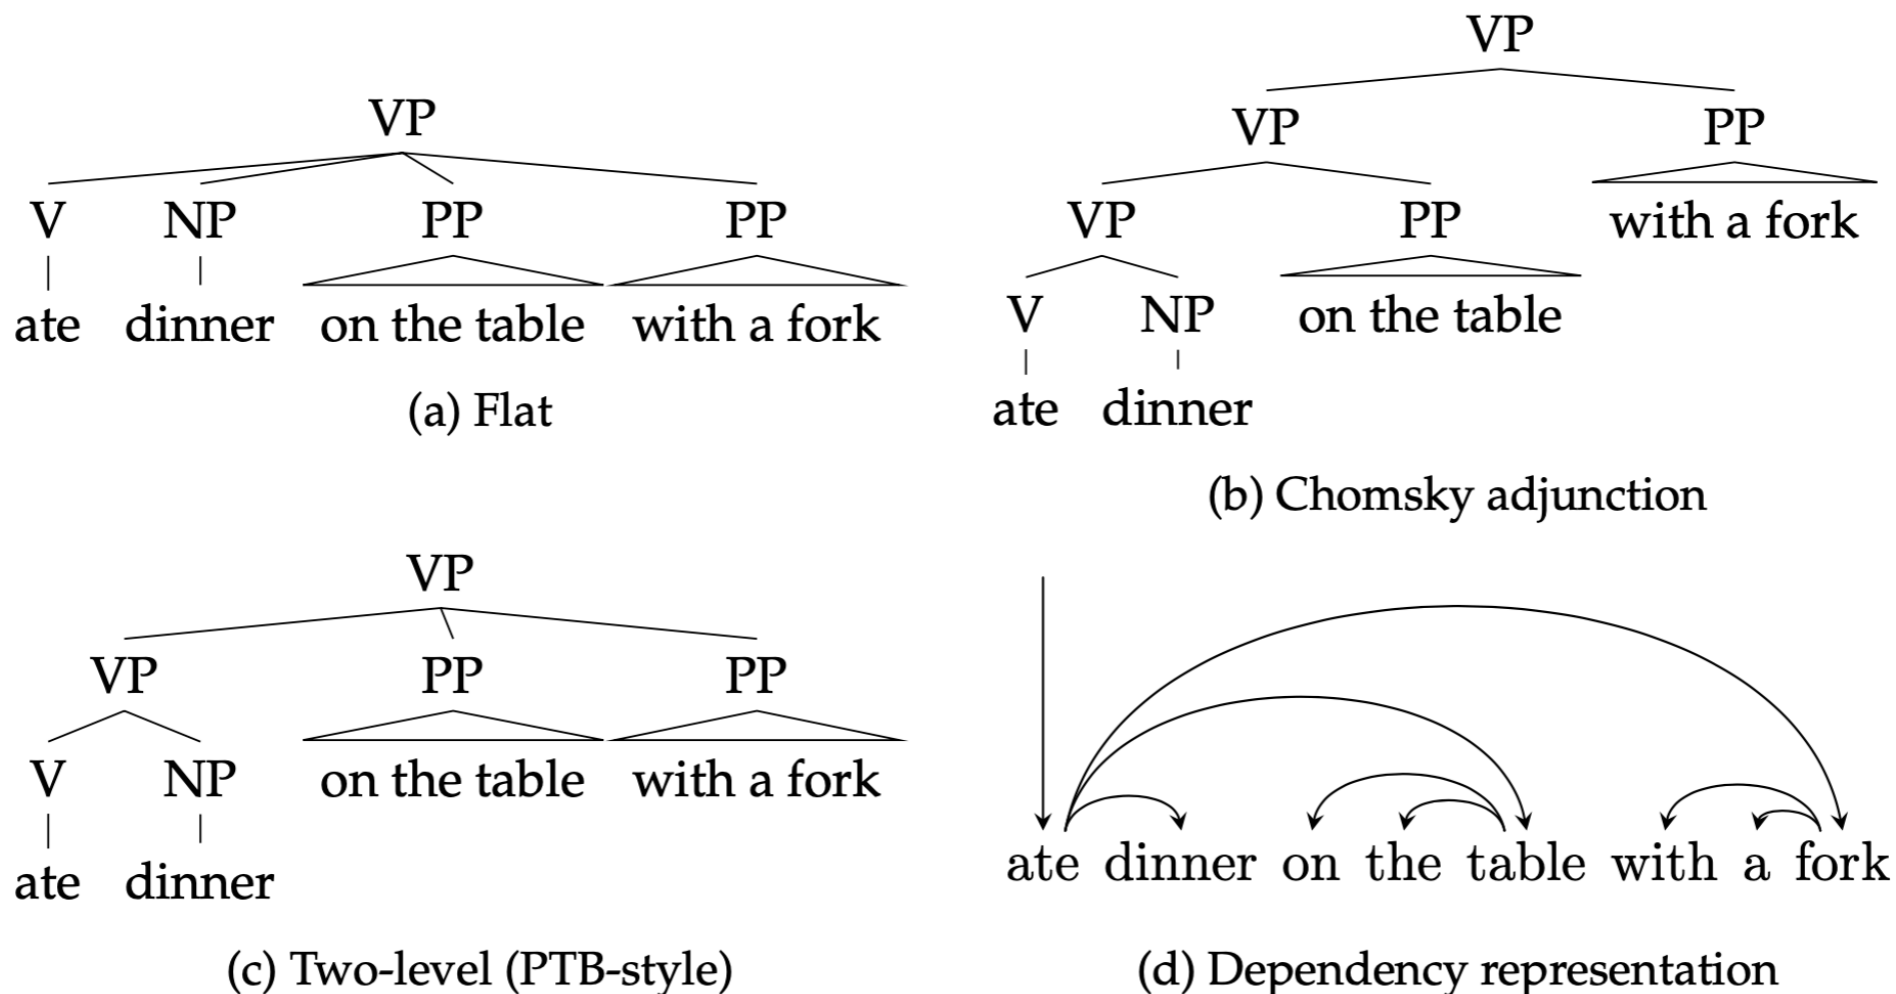 VP
V NP PP PP
ate dinner on the table with a fork
(a) Flat
VP
VP PP
VP PP with a fork
V NP on the table
ate dinner
(b) Chomsky adjunction
VP
VP PP PP
V NP on the table with a fork
ate dinner
(c) Two-level (PTB-style)
ate dinner on the table with a fork
(d) Dependency representation